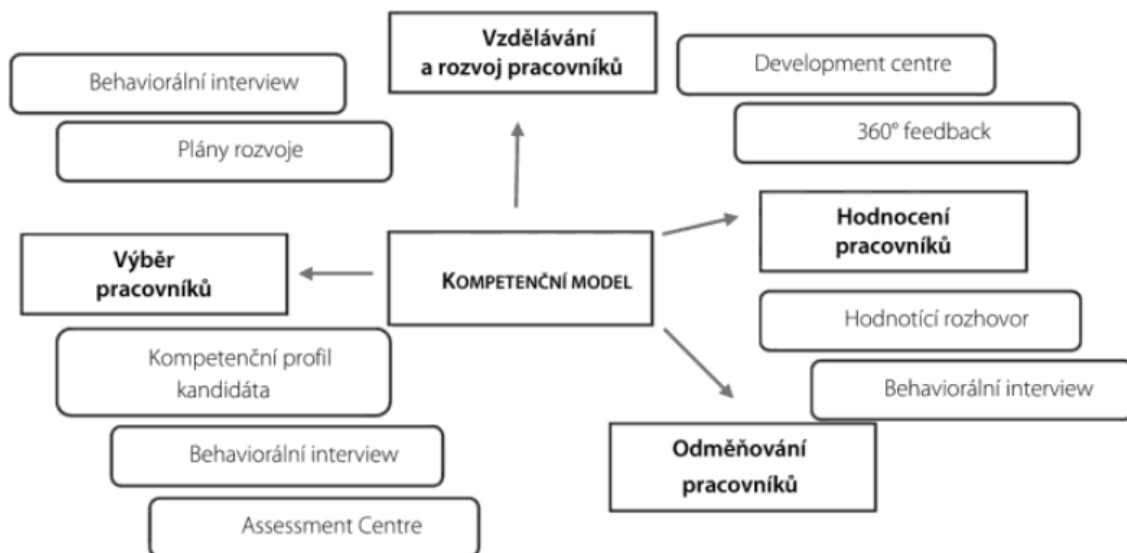 Vzdělávání
a rozvoj pracovníků
Behaviorální interview
Plány rozvoje
Development centre
360° feedback
Výběr
pracovníků
KOMPETENČNÍ MODEL
Hodnocení
pracovníků
Kompetenční profil
kandidáta
Behaviorální interview
Assessment Centre
Hodnotící rozhovor
Behaviorální interview
Odměňování
pracovníků